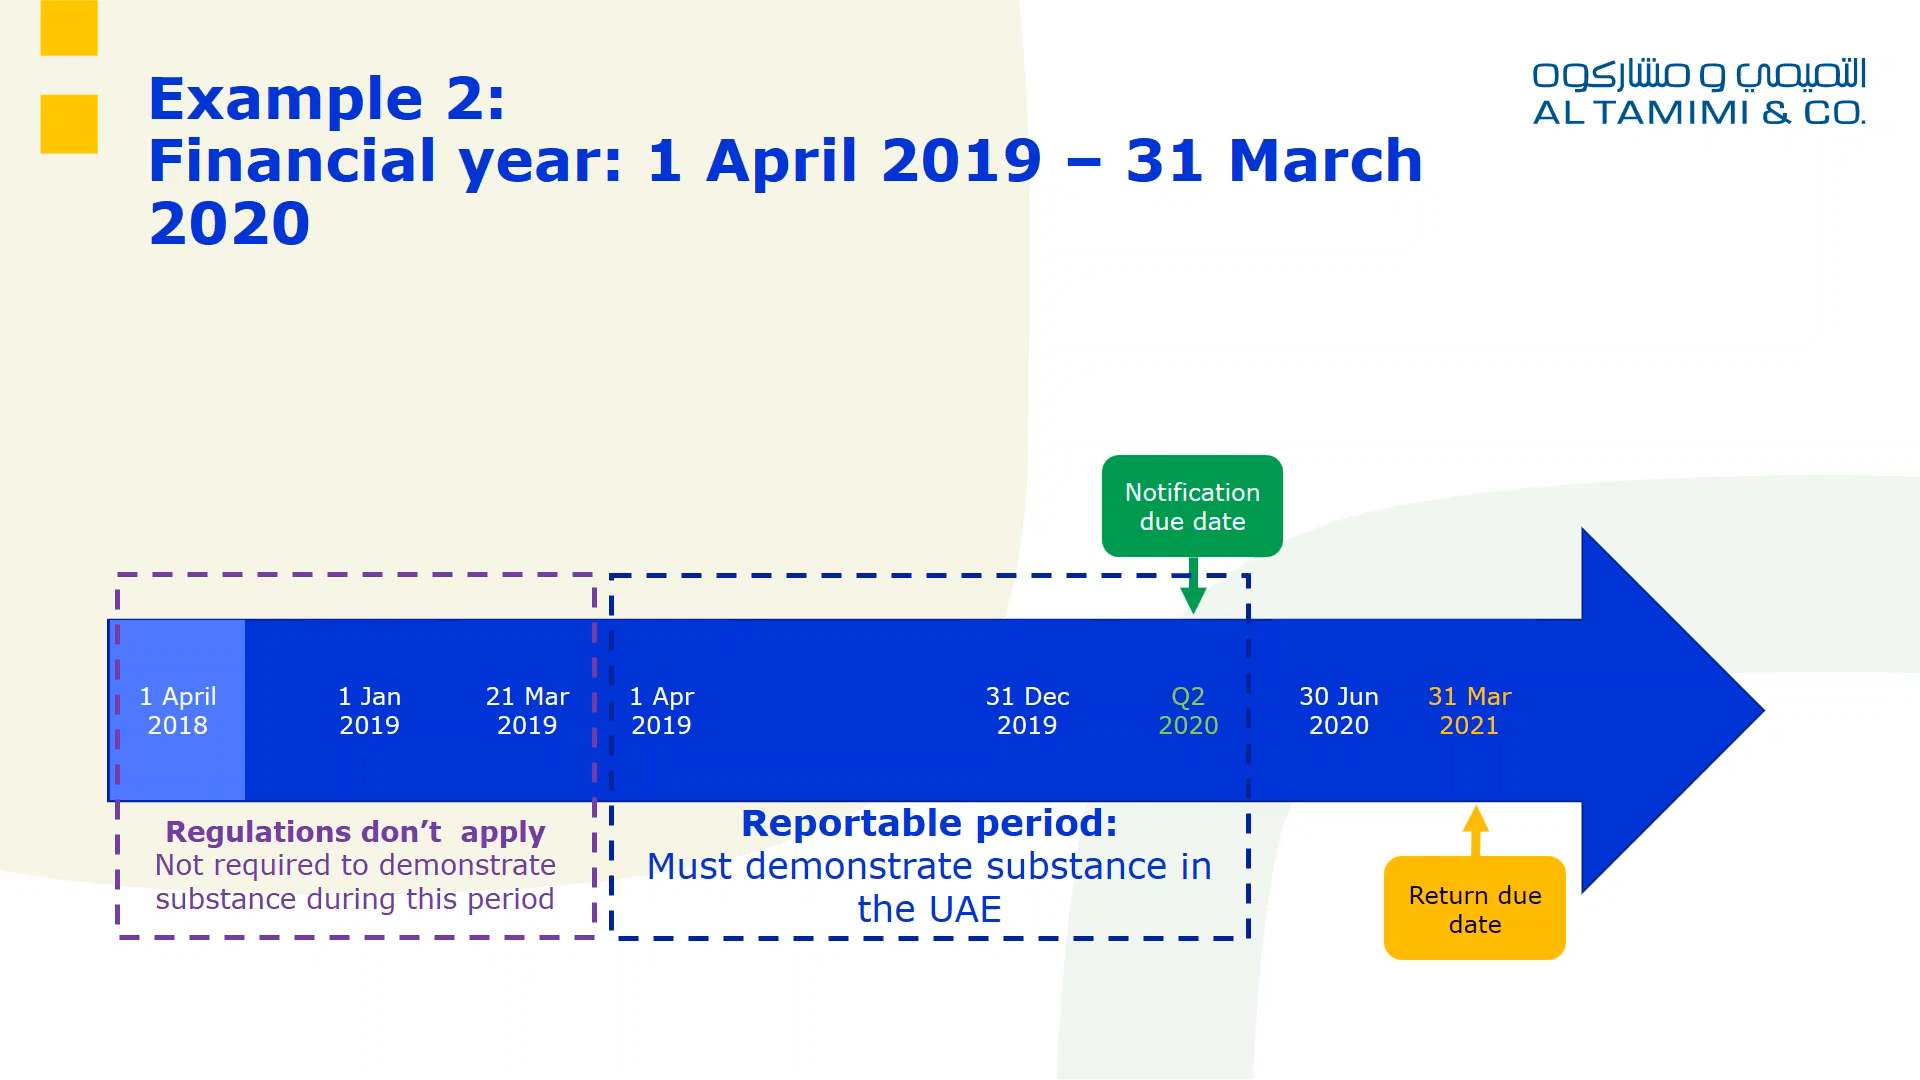 Example 2:
Financial year: 1 April 2019 – 31 March
2020
التميمي و مشاركوه
AL TAMIMI & CO.
Notification
due date
1 April
2018
1 Jan
2019
21 Mar
2019
1 Apr
2019
31 Dec
2019
Q2
2020
30 Jun
2020
31 Mar
2021
Regulations don’t  apply
Not required to demonstrate
substance during this period
Reportable period:
Must demonstrate substance in
the UAE
Return due
date